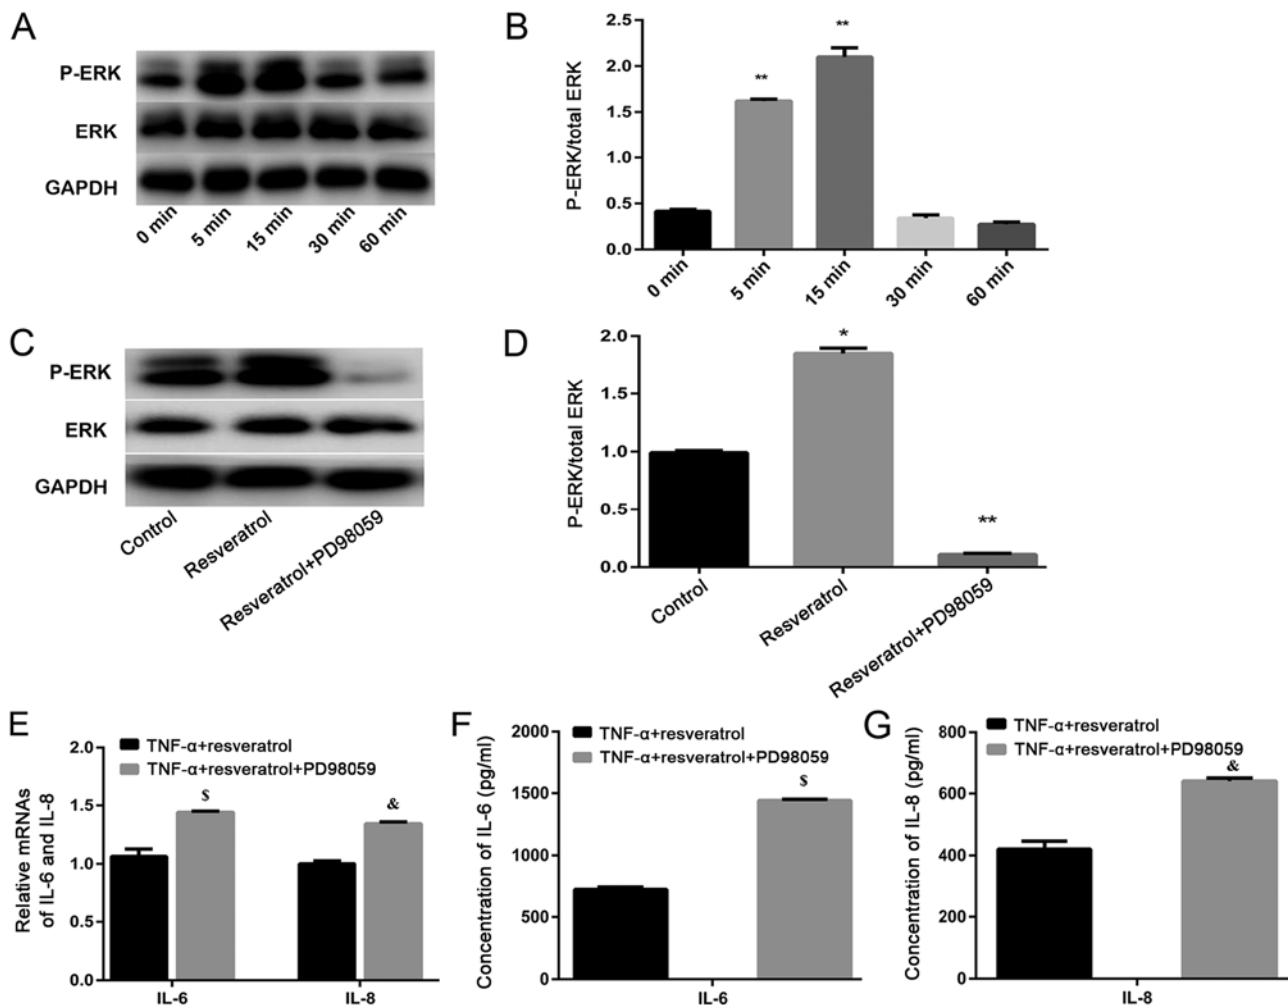 A
P-ERK
ERK
GAPDH
0 min
5 min
15 min
30 min
60 min
B
P-ERK/total ERK
2.5
2.0
1.5
1.0
0.5
0.0
**
**
0 min
5 min
15 min
30 min
60 min
C
P-ERK
ERK
GAPDH
Control
Resveratrol
Resveratrol+PD98059
D
P-ERK/total ERK
2.0
1.5
1.0
0.5
0.0
*
**
Control
Resveratrol
Resveratrol+PD98059
E
TNF-α+resveratrol
TNF-α+resveratrol+PD98059
Relative mRNAs
of IL-6 and IL-8
2.0
1.5
1.0
0.5
0.0
$
&
IL-6
IL-8
F
TNF-α+resveratrol
TNF-α+resveratrol+PD98059
Concentration of IL-6 (pg/ml)
2000
1500
1000
500
0
$
IL-6
G
TNF-α+resveratrol
TNF-α+resveratrol+PD98059
Concentration of IL-8 (pg/ml)
800
600
400
200
0
&
IL-8